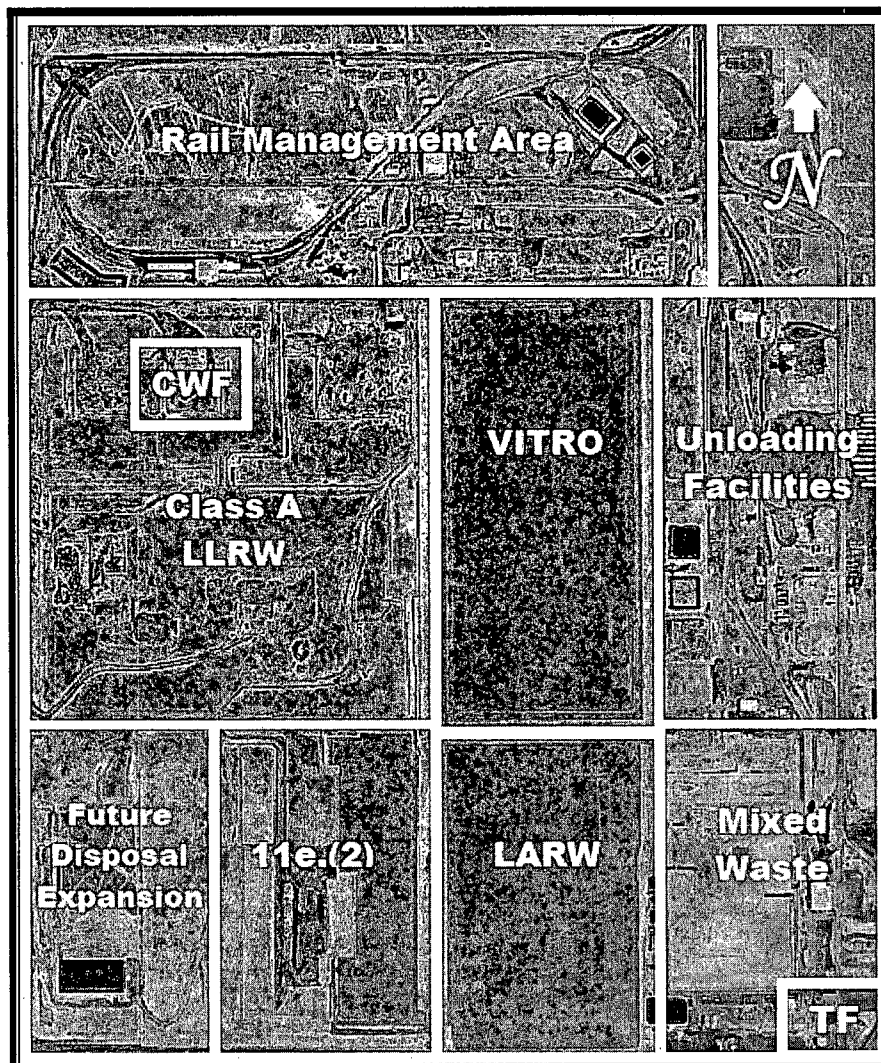 Rail Management Area
N
CWF
Class A
LLRW
VITRO
Unloading
Facilities
Future
Disposal
Expansion
11e.(2)
LARW
Mixed
Waste
TF